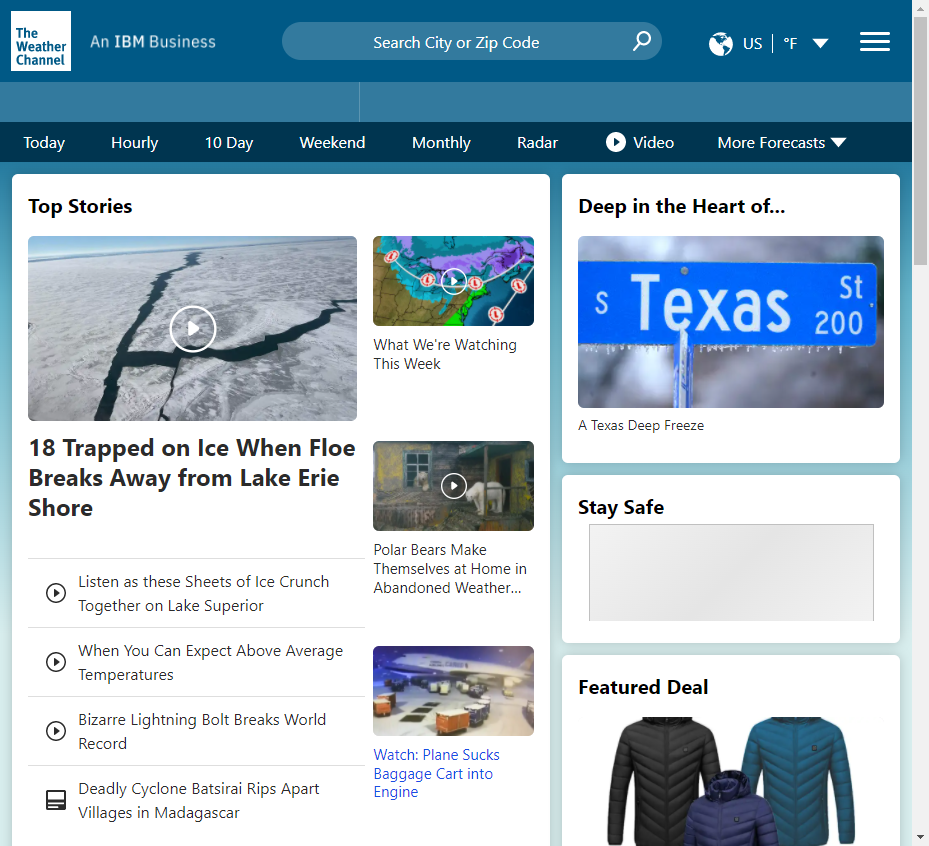 The
Weather
Channel
An IBM Business
Search City or Zip Code
US
°F
Today
Hourly
10 Day
Weekend
Monthly
Radar
Video
More Forecasts
Top Stories
18 Trapped on Ice When Floe
Breaks Away from Lake Erie
Shore
Listen as these Sheets of Ice Crunch
Together on Lake Superior
When You Can Expect Above Average
Temperatures
Bizarre Lightning Bolt Breaks World
Record
Deadly Cyclone Batsirai Rips Apart
Villages in Madagascar
What We're Watching
This Week
Polar Bears Make
Themselves at Home in
Abandoned Weather...
Watch: Plane Sucks
Baggage Cart into
Engine
Deep in the Heart of...
S Texas St
200
A Texas Deep Freeze
Stay Safe
Featured Deal